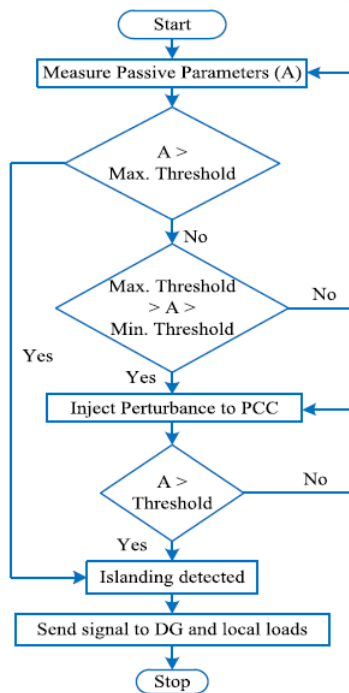 Start
Measure Passive Parameters (A)
A >
Max. Threshold
No
Max. Threshold
> A >
Min. Threshold
No
Yes
Yes
Inject Perturbance to PCC
A >
Threshold
No
Yes
Islanding detected
Send signal to DG and local loads
Stop